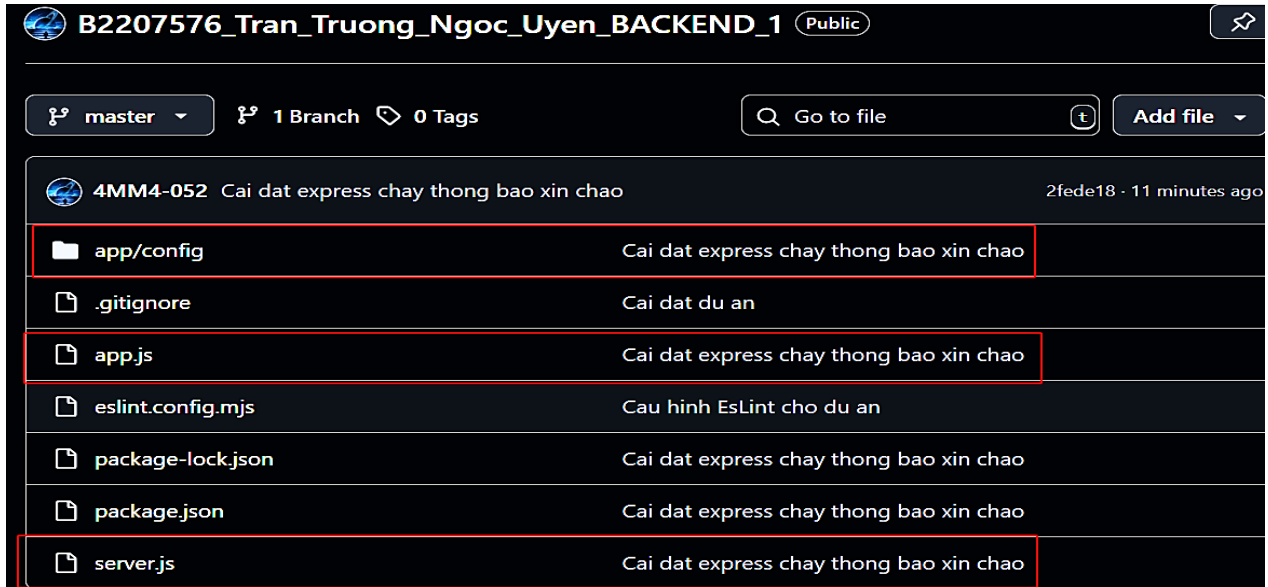 B2207576_Tran_Truong_Ngoc_Uyen_BACKEND_1 Public
master 1 Branch 0 Tags Go to file t Add file
4MM4-052 Cai dat express chay thong bao xin chao 2fede18 · 11 minutes ago
app/config Cai dat express chay thong bao xin chao
.gitignore Cai dat du an
app.js Cai dat express chay thong bao xin chao
eslint.config.mjs Cau hinh EsLint cho du an
package-lock.json Cai dat express chay thong bao xin chao
package.json Cai dat express chay thong bao xin chao
server.js Cai dat express chay thong bao xin chao